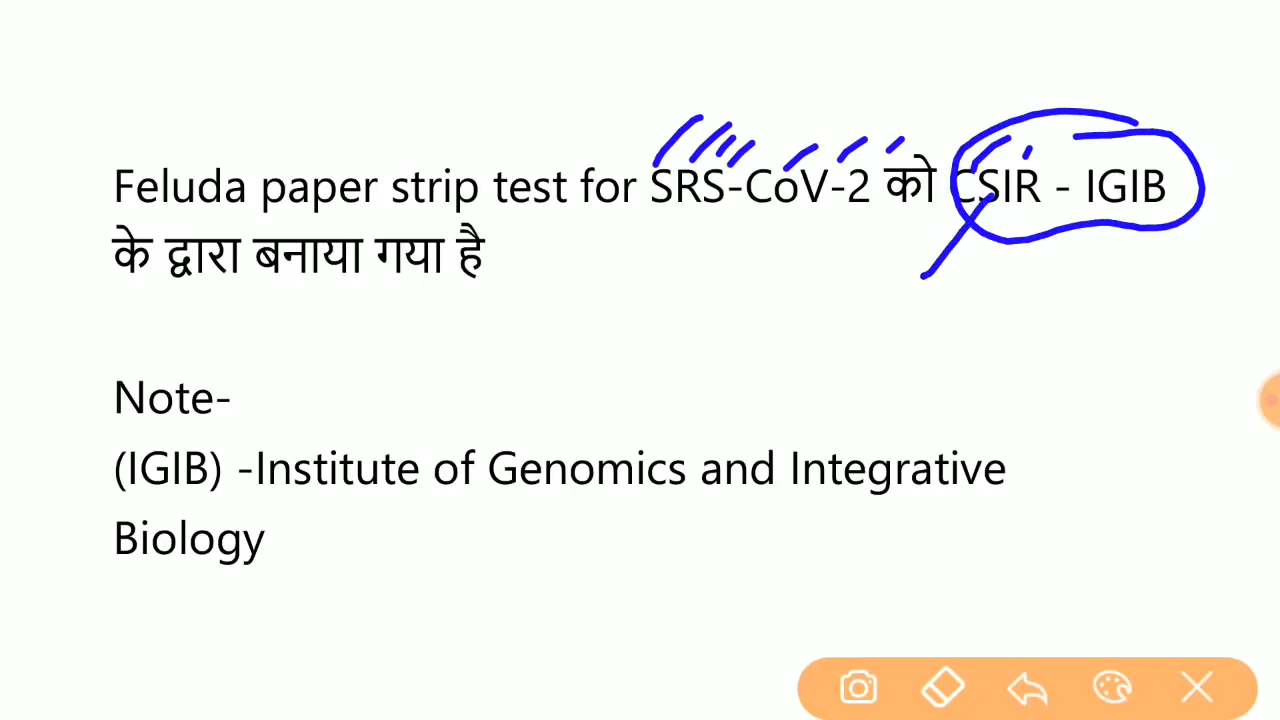 Feluda paper strip test for SRS-CoV-2 को CSIR - IGIB
के द्वारा बनाया गया है
Note-
(IGIB) -Institute of Genomics and Integrative
Biology